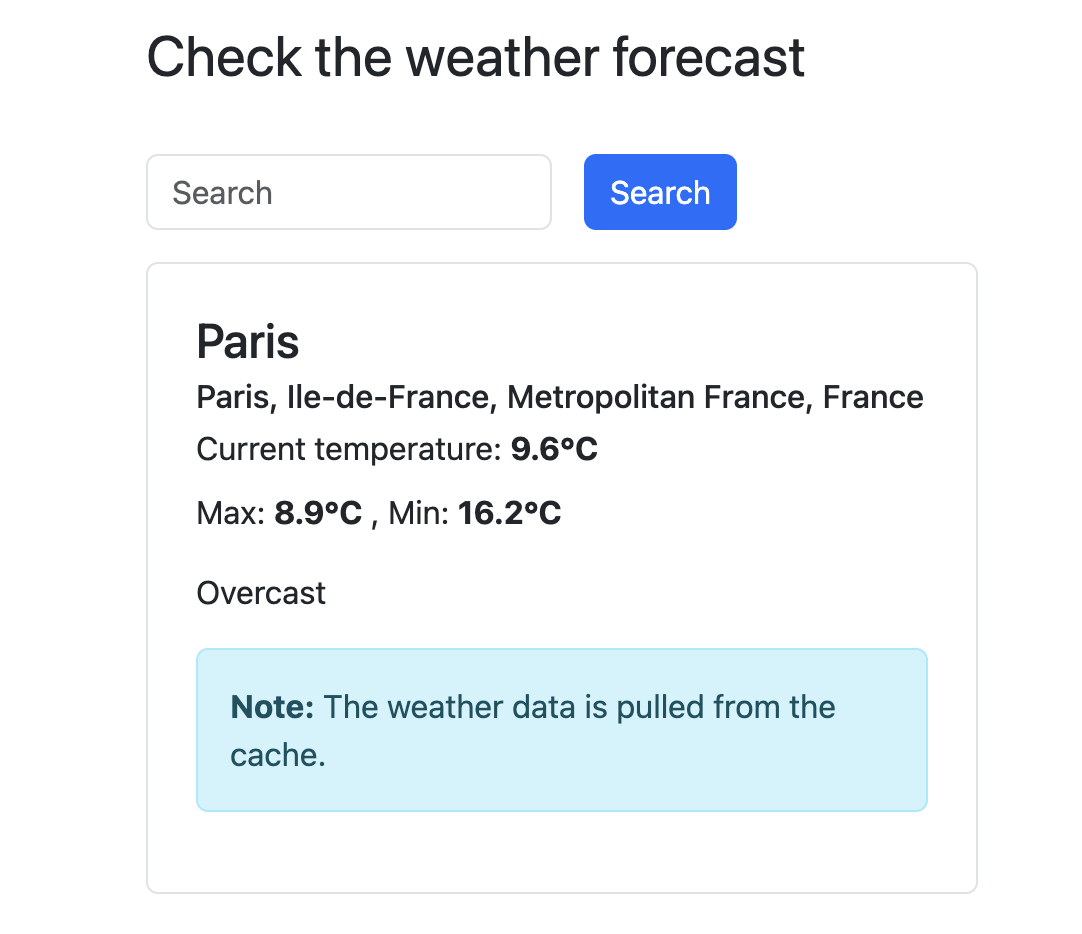 Check the weather forecast
Search
Search
Paris
Paris, Ile-de-France, Metropolitan France, France
Current temperature: 9.6°C
Max: 8.9°C , Min: 16.2°C
Overcast
Note: The weather data is pulled from the
cache.